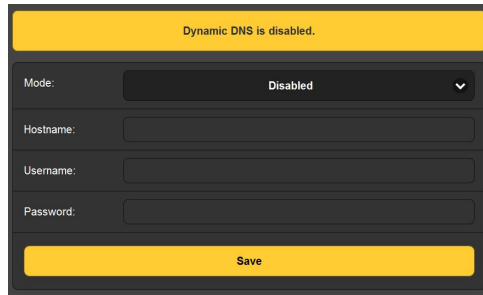 Dynamic DNS is disabled.
Mode:
Disabled
Hostname:
Username:
Password:
Save